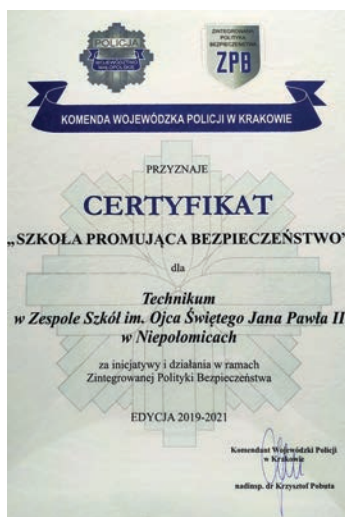 POLICJA
WOJEWÓDZTWO
MAŁOPOLSKIE
ZINTEGROWANA
POLITYKA
BEZPIECZEŃSTWA
ZPB
KOMENDA WOJEWÓDZKA POLICJI W KRAKOWIE
PRZYZNAJE
CERTYFIKAT
„SZKOŁA PROMUJĄCA BEZPIECZEŃSTWO”
dla
Technikum
w Zespole Szkół im. Ojca Świętego Jana Pawła II
w Niepołomicach
za inicjatywy i działania w ramach
Zintegrowanej Polityki Bezpieczeństwa
EDYCJA 2019-2021
Komendant Wojewódzki Policji
w Krakowie
nadinsp. dr Krzysztof Pobuta